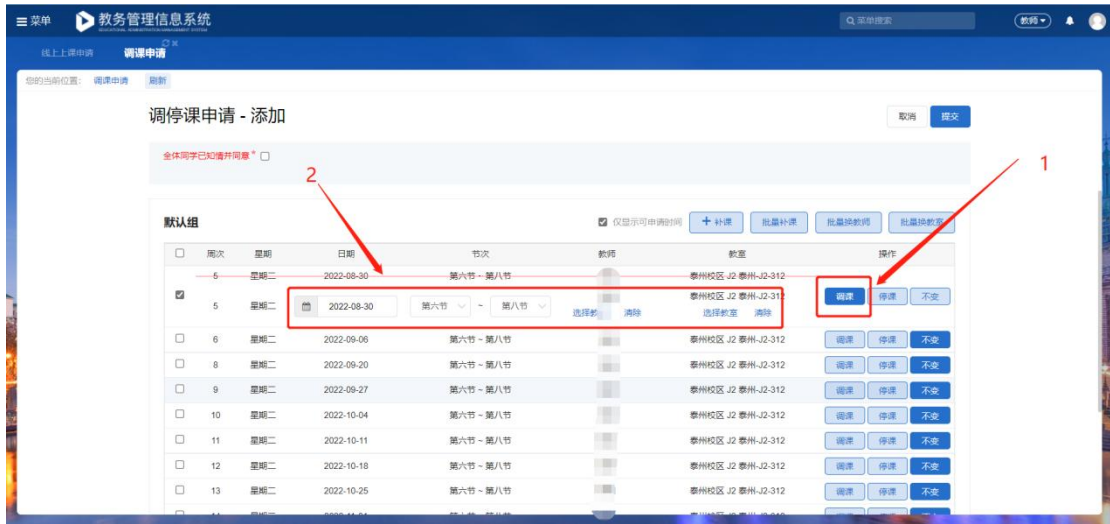 菜单 教务管理信息系统 菜单搜索 教师
线上上课申请 调课申请
您的当前位置: 调课申请 刷新
调停课申请 - 添加 取消 提交
全体同学已知情并同意 * 1
2
默认组 仅显示可申请时间 + 补课 批量补课 批量换教师 批量换教室
周次 星期 日期 节次 教师 教室 操作
5 星期二 2022-08-30 第六节 ~ 第八节 泰州校区 J2 泰州-J2-312
5 星期二 2022-08-30 第六节 ~ 第八节 选择教 清除 泰州校区 J2 泰州-J2-312 选择教室 清除 调课 停课 不变
6 星期二 2022-09-06 第六节 ~ 第八节 泰州校区 J2 泰州-J2-312 调课 停课 不变
8 星期二 2022-09-20 第六节 ~ 第八节 泰州校区 J2 泰州-J2-312 调课 停课 不变
9 星期二 2022-09-27 第六节 ~ 第八节 泰州校区 J2 泰州-J2-312 调课 停课 不变
10 星期二 2022-10-04 第六节 ~ 第八节 泰州校区 J2 泰州-J2-312 调课 停课 不变
11 星期二 2022-10-11 第六节 ~ 第八节 泰州校区 J2 泰州-J2-312 调课 停课 不变
12 星期二 2022-10-18 第六节 ~ 第八节 泰州校区 J2 泰州-J2-312 调课 停课 不变
13 星期二 2022-10-25 第六节 ~ 第八节 泰州校区 J2 泰州-J2-312 调课 停课 不变